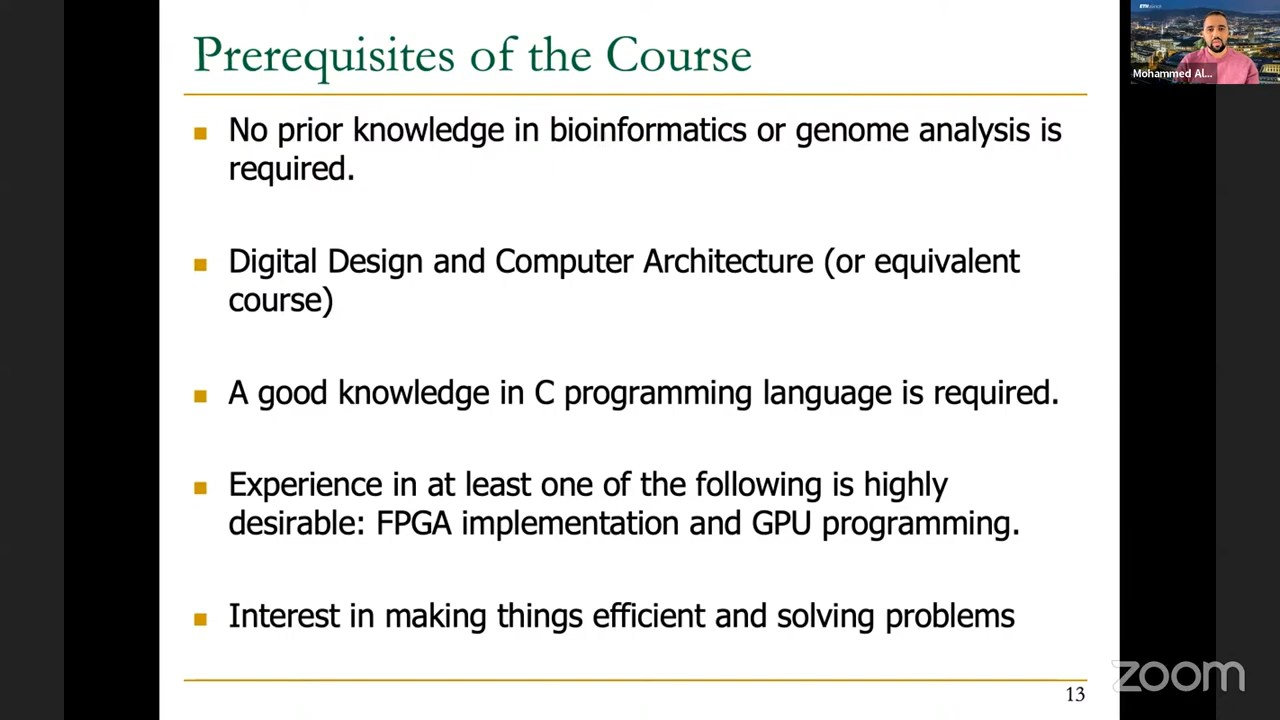 Prerequisites of the Course
No prior knowledge in bioinformatics or genome analysis is
required.
Digital Design and Computer Architecture (or equivalent
course)
A good knowledge in C programming language is required.
Experience in at least one of the following is highly
desirable: FPGA implementation and GPU programming.
Interest in making things efficient and solving problems
13
ETH zürich
Mohammed Al...
zoom